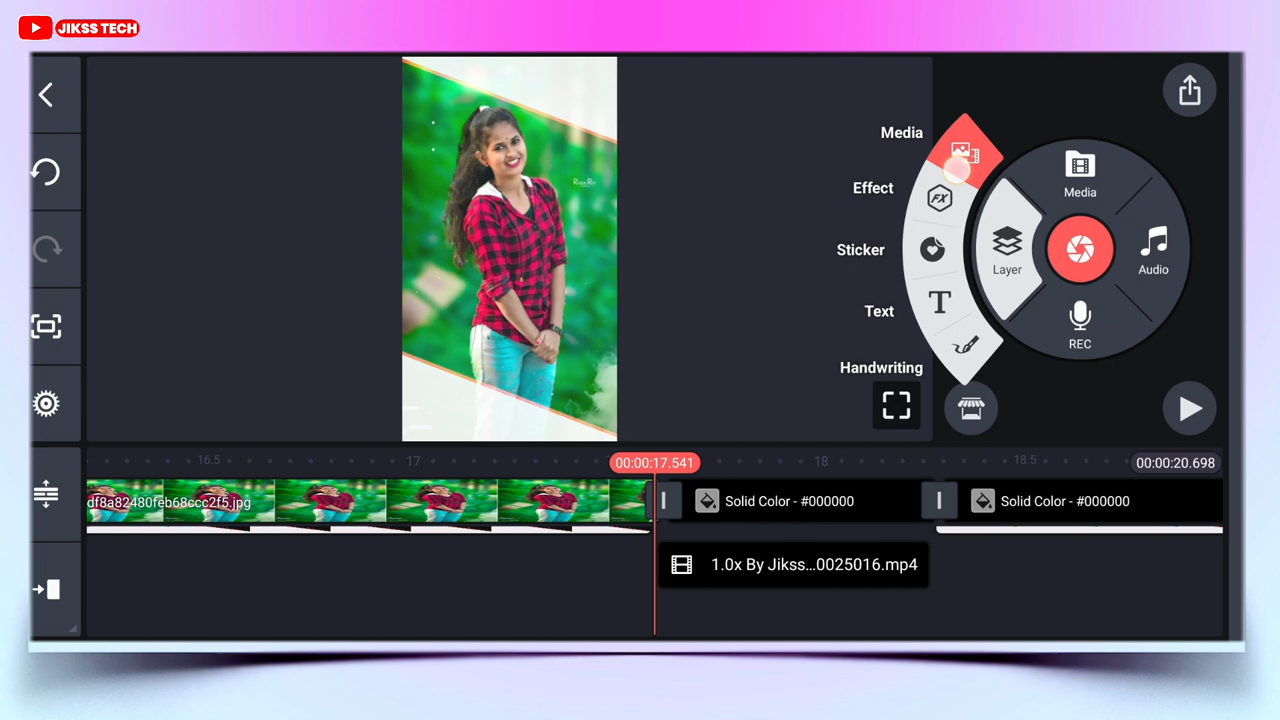 JIKSS TECH
Media
Effect
Sticker
Text
Handwriting
FX
T
Media
Layer
Audio
REC
16.5
17
00:00:17.541
18
18.5
00:00:20.698
df8a82480feb68ccc2f5.jpg
Solid Color - #000000
Solid Color - #000000
1.0x By Jikss...0025016.mp4